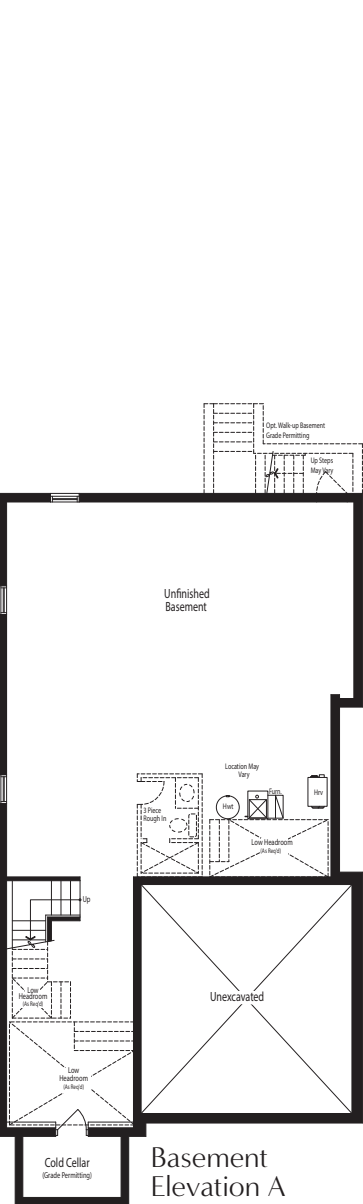 Opt. Walk-up Basement
Grade Permitting
Up Steps
May Vary
Unfinished
Basement
Location May
Vary
Furn.
Hwt
Hrv
3 Piece
Rough In
Low Headroom
(As Req'd)
Up
Low
Headroom
(As Req'd)
Unexcavated
Low
Headroom
(As Req'd)
Cold Cellar
(Grade Permitting)
Basement
Elevation A